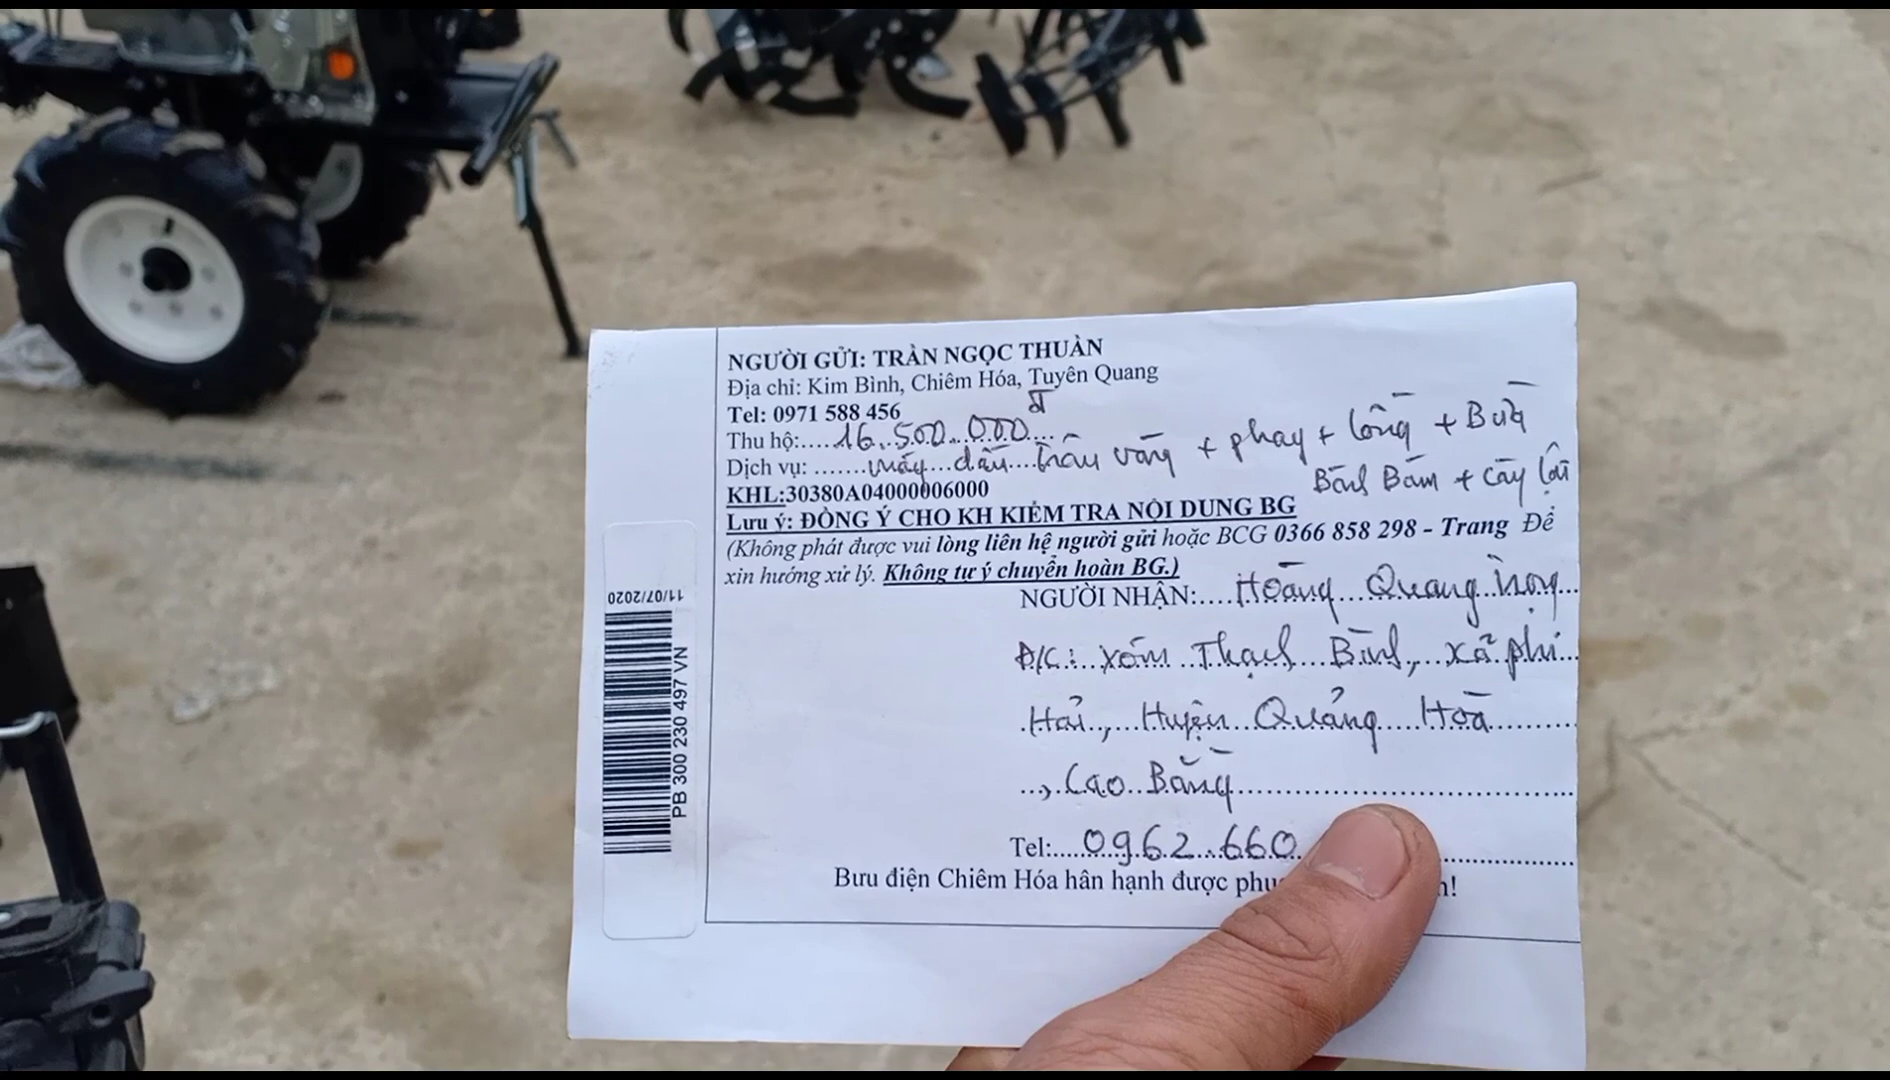 NGƯỜI GỬI: TRẦN NGỌC THUẦN
Địa chỉ: Kim Bình, Chiêm Hóa, Tuyên Quang
Tel: 0971 588 456
Thu hộ:....16.500.000đ...
Dịch vụ: .......máy...dầu...trâu vàng + phay + lồng + Bừa
Bánh Bám + cày
KHL:30380A04000006000
Lưu ý: ĐỒNG Ý CHO KH KIỂM TRA NỘI DUNG BG
(Không phát được vui lòng liên hệ người gửi hoặc BCG 0366 858 298 - Trang Để
xin hướng xử lý. Không tự ý chuyển hoàn BG.)
NGƯỜI NHẬN:....Hoàng...Quang...Trọng...
Đ/C:..xóm..Thạch...Bình,..xã.phi...
.Hải.,..Huyện..Quảng...Hoà.........
..,.Cao..Bằng..............................
Tel:....0962..660.
Bưu điện Chiêm Hóa hân hạnh được
11/07/2020
PB 300 230 497 VN